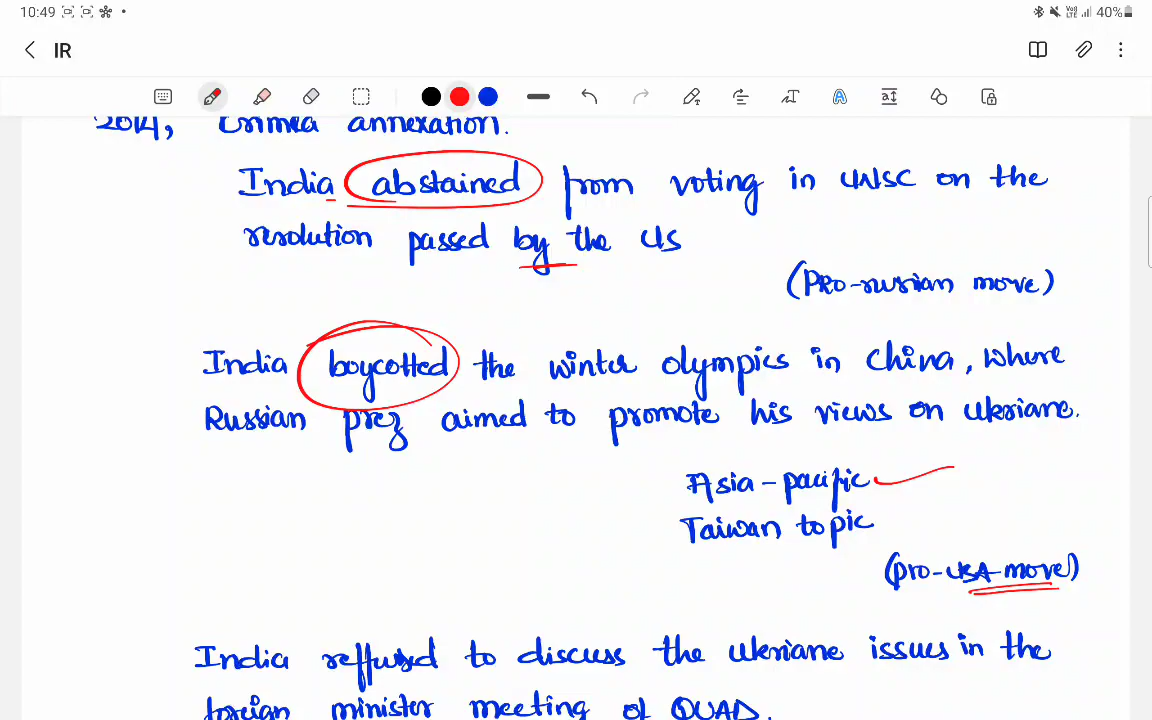 10:49
40%
IR
2014, Crimea annexation.
India abstained from voting in UNSC on the
resolution passed by the US
(PRO-russian move)
India boycotted the winter olympics in china, where
Russian prez aimed to promote his views on ukriane.
Asia-pacific
Taiwan topic
(pro-USA-move)
India reffused to discuss the ukriane issues in the
foreign minister meeting of QUAD.